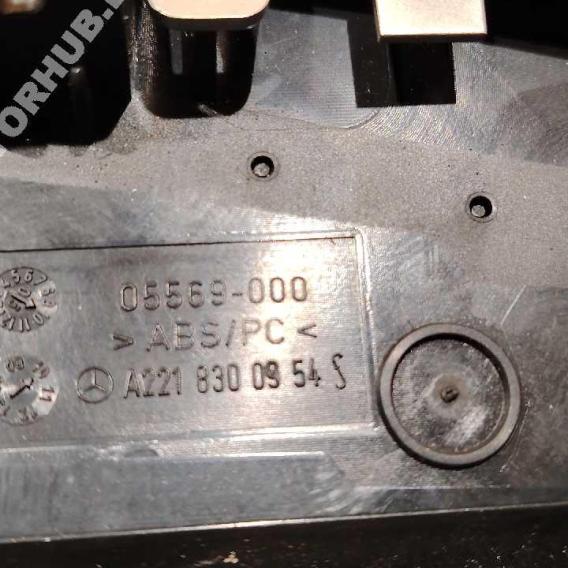 ORHUB.
05569-000
>ABS/PC<
A221 830 09 54 S